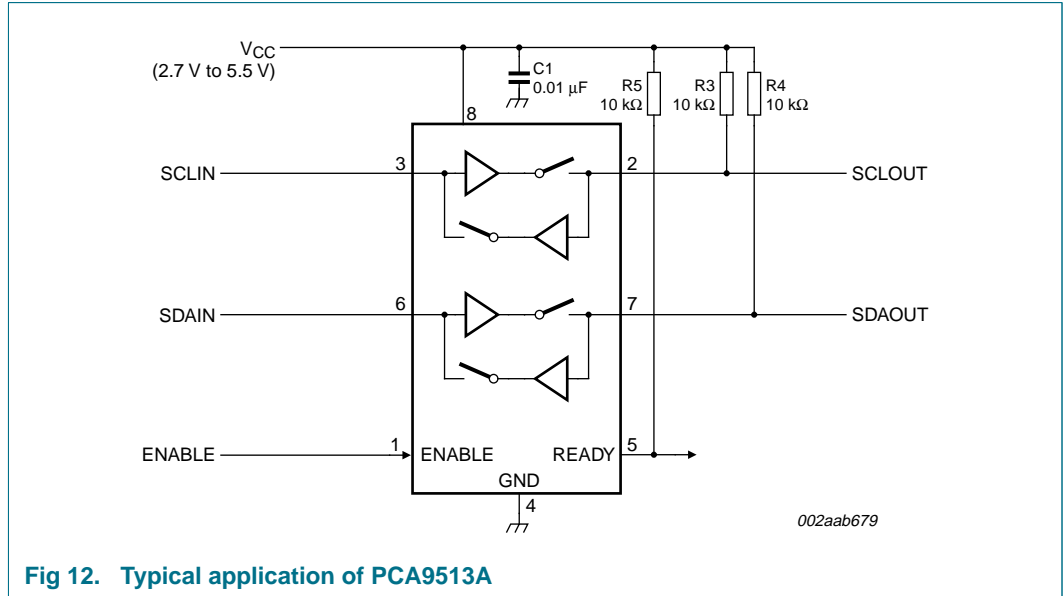 VCC
(2.7 V to 5.5 V)
C1
0.01 μF
R5
10 kΩ
R3
10 kΩ
R4
10 kΩ
8
SCLIN
3
2
SCLOUT
SDAIN
6
7
SDAOUT
ENABLE
1
ENABLE
READY
5
GND
4
002aab679
Fig 12. Typical application of PCA9513A